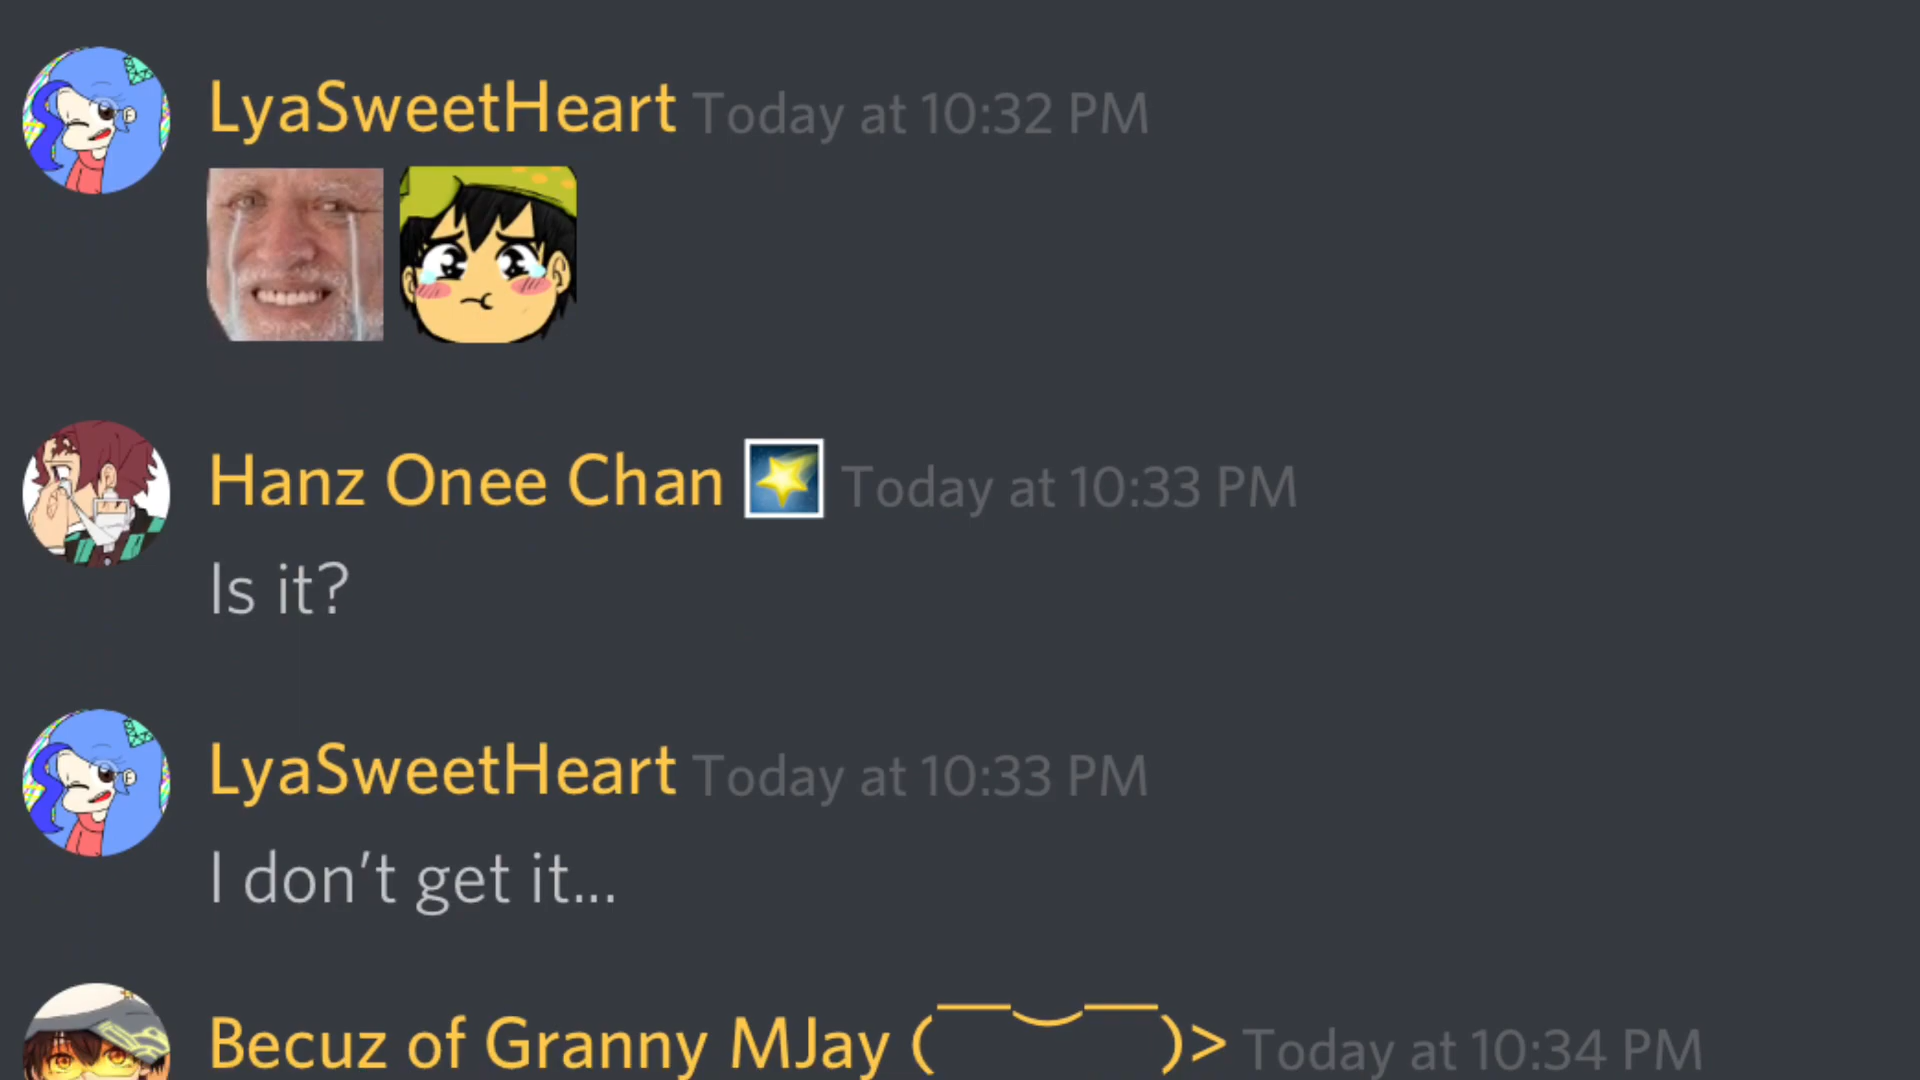 LyaSweetHeart Today at 10:32 PM
Hanz Onee Chan 🌠 Today at 10:33 PM
Is it?
LyaSweetHeart Today at 10:33 PM
I don’t get it...
Becuz of Granny MJay (¯‿¯)> Today at 10:34 PM